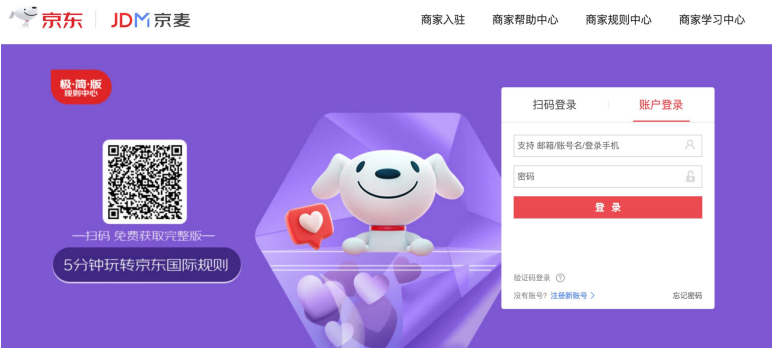 京东 JDM京麦 商家入驻 商家帮助中心 商家规则中心 商家学习中心
极·简·版
规则中心
扫码 免费获取完整版
5分钟玩转京东国际规则
扫码登录 账户登录
支持 邮箱/账号名/登录手机
密码
登 录
验证码登录 ?
没有账号? 注册新账号 > 忘记密码